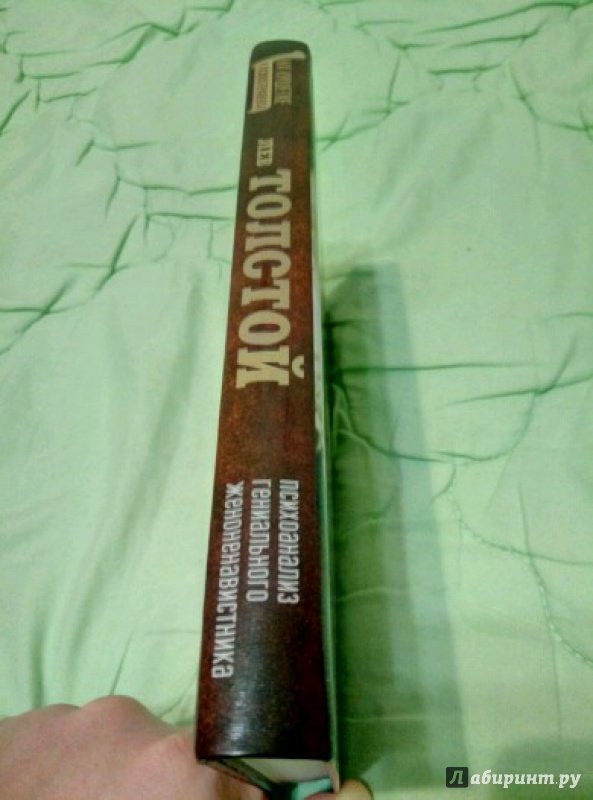 ЛЕВ ТОЛСТОЙ
психоанализ
гениального
женоненавистника
Лабиринт.ру